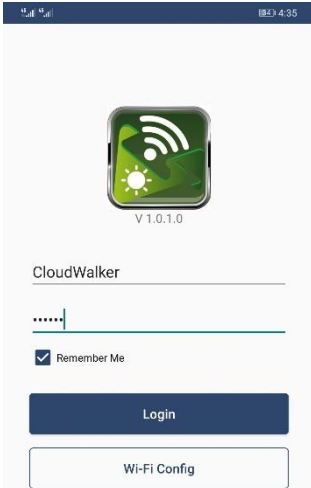 4:35
V 1.0.1.0
CloudWalker
••••••
Remember Me
Login
Wi-Fi Config